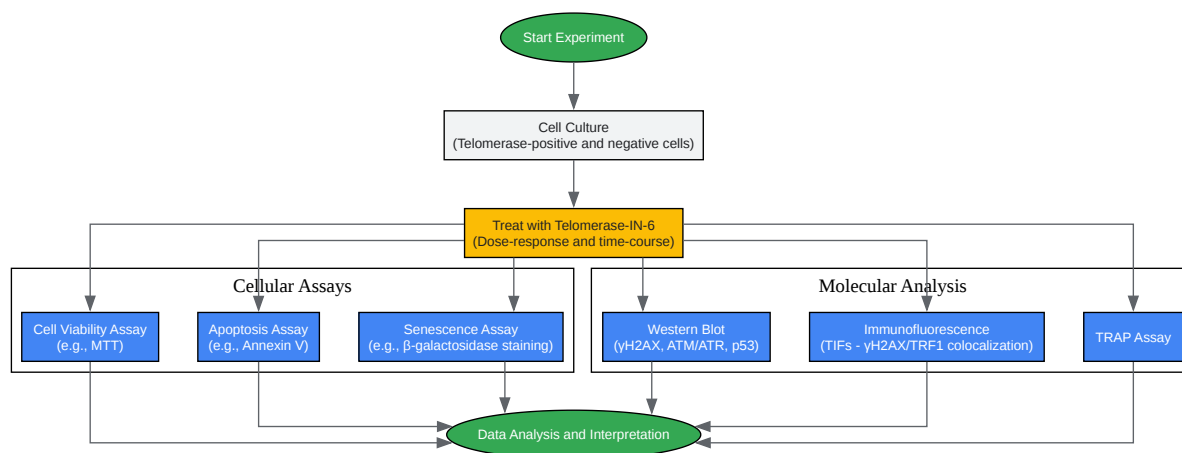 Start Experiment
Cell Culture
(Telomerase-positive and negative cells)
Treat with Telomerase-IN-6
(Dose-response and time-course)
Cellular Assays
Molecular Analysis
Cell Viability Assay
(e.g., MTT)
Apoptosis Assay
(e.g., Annexin V)
Senescence Assay
(e.g., β-galactosidase staining)
Western Blot
(γH2AX, ATM/ATR, p53)
Immunofluorescence
(TIFs - γH2AX/TRF1 colocalization)
TRAP Assay
Data Analysis and Interpretation